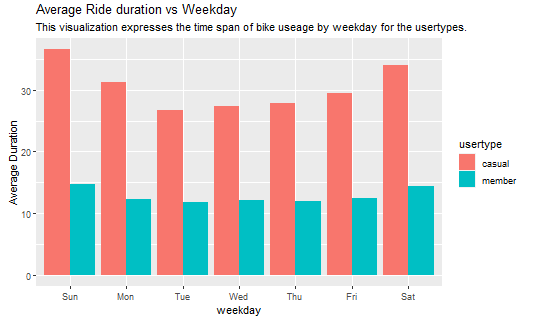 Average Ride duration vs Weekday
This visualization expresses the time span of bike useage by weekday for the usertypes.
Average Duration
30
20
10
0
Sun Mon Tue Wed Thu Fri Sat
weekday
usertype
casual
member